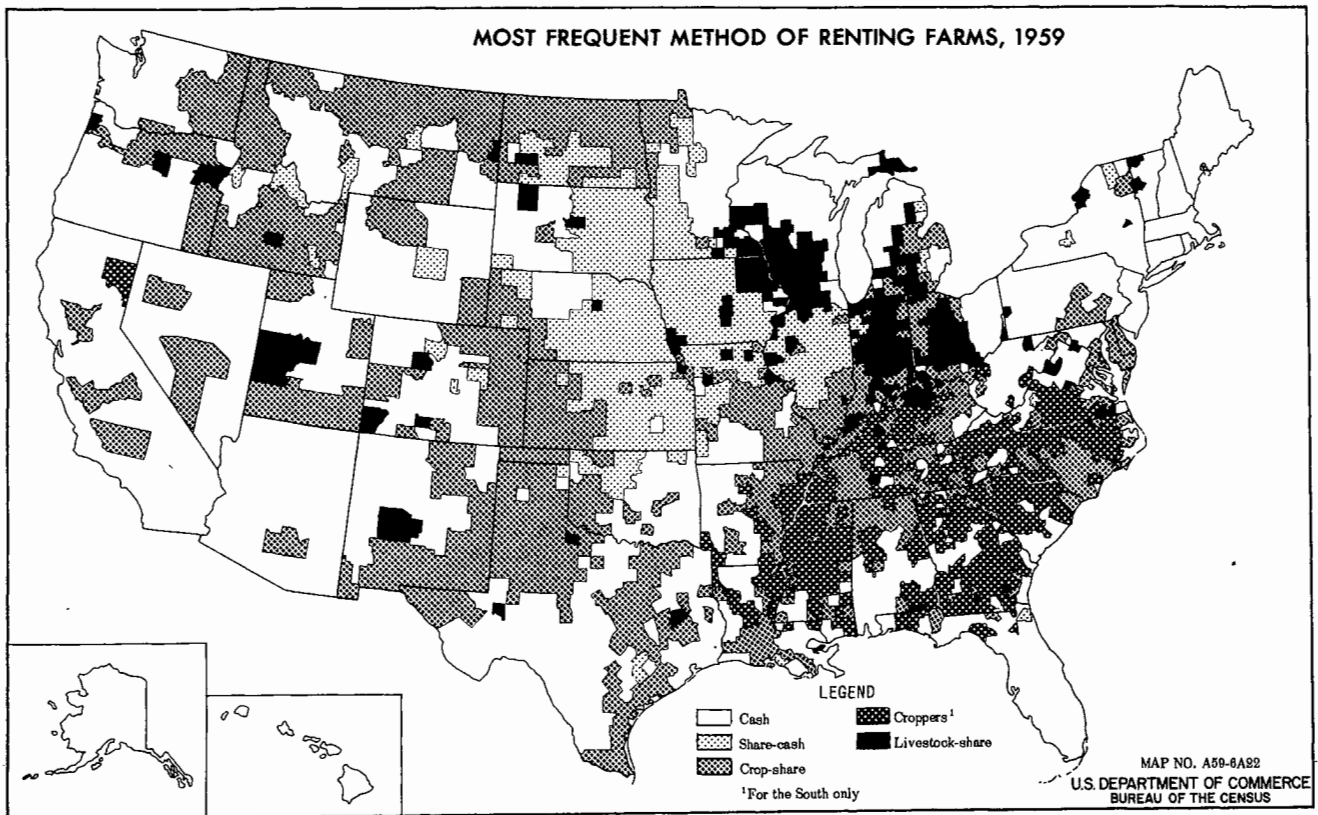 MOST FREQUENT METHOD OF RENTING FARMS, 1959
LEGEND
Cash
Share-cash
Crop-share
Croppers¹
Livestock-share
¹For the South only
MAP NO. A59-6A22
U.S. DEPARTMENT OF COMMERCE
BUREAU OF THE CENSUS